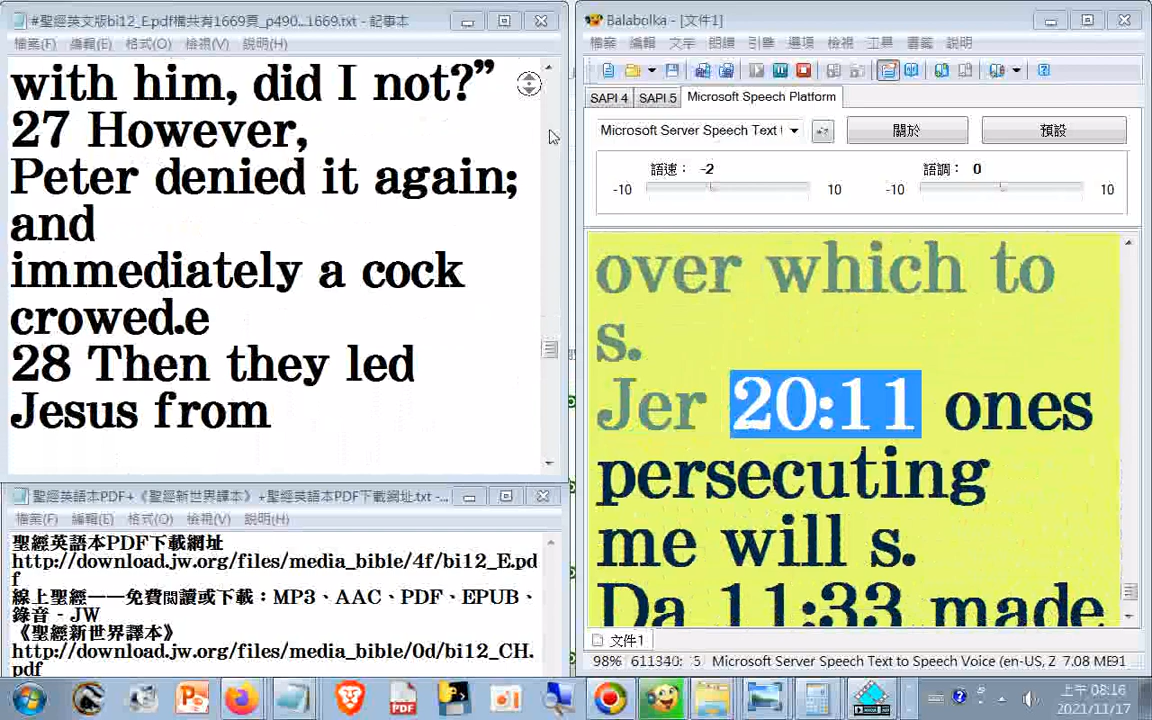 #聖經英文版bi12_E.pdf檔共有1669頁_p490...1669.txt - 記事本
檔案(F) 編輯(E) 格式(O) 檢視(V) 說明(H)
with him, did I not?”
27 However,
Peter denied it again;
and
immediately a cock
crowed.e
28 Then they led
Jesus from
聖經英語本PDF+《聖經新世界譯本》+聖經英語本PDF下載網址.txt - ...
檔案(F) 編輯(E) 格式(O) 檢視(V) 說明(H)
聖經英語本PDF下載網址
http://download.jw.org/files/media_bible/4f/bi12_E.pd
f
線上聖經——免費閱讀或下載：MP3、AAC、PDF、EPUB、
錄音 - JW
《聖經新世界譯本》
http://download.jw.org/files/media_bible/0d/bi12_CH.
pdf
Balabolka - [文件1]
檔案 編輯 文字 朗讀 引擎 選項 檢視 工具 書籤 說明
SAPI 4 SAPI 5 Microsoft Speech Platform
Microsoft Server Speech Text 關於 預設
語速： -2 語調： 0
-10 10 -10 10
over which to
s.
Jer 20:11 ones
persecuting
me will s.
Da 11:33 made
文件1
98% 611340: 5 Microsoft Server Speech Text to Speech Voice (en-US, Z 7.08 ME91
上午 08:16
2021/11/17